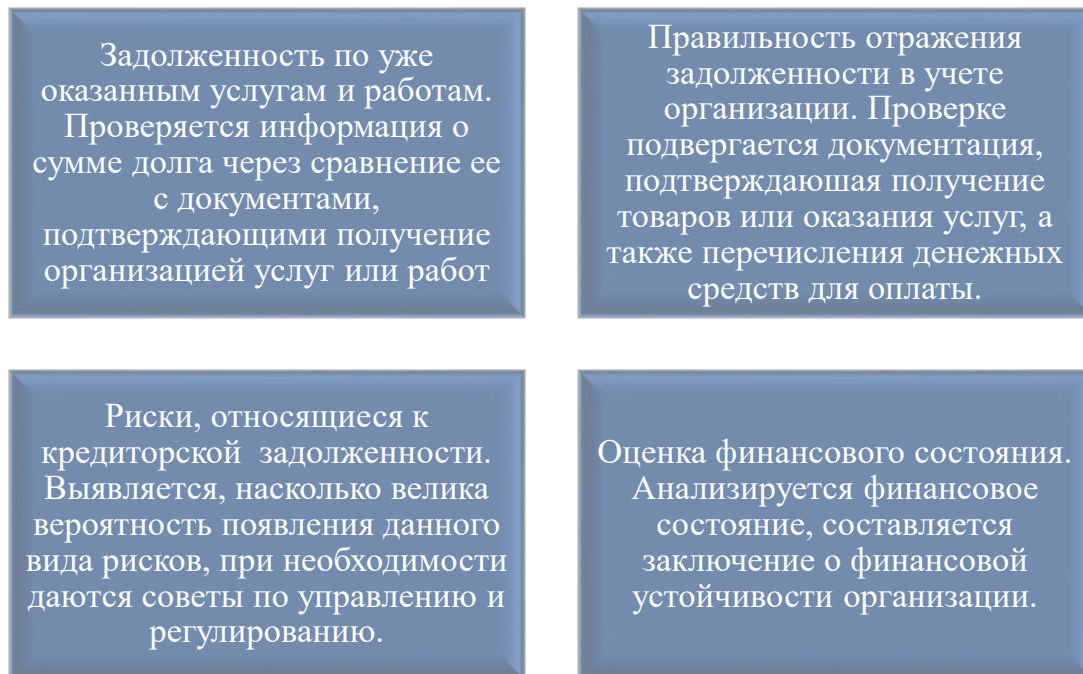 Задолженность по уже
оказанным услугам и работам.
Проверяется информация о
сумме долга через сравнение ее
с документами,
подтверждающими получение
организацией услуг или работ
Правильность отражения
задолженности в учете
организации. Проверке
подвергается документация,
подтверждаюшая получение
товаров или оказания услуг, а
также перечисления денежных
средств для оплаты.
Риски, относящиеся к
кредиторской задолженности.
Выявляется, насколько велика
вероятность появления данного
вида рисков, при необходимости
даются советы по управлению и
регулированию.
Оценка финансового состояния.
Анализируется финансовое
состояние, составляется
заключение о финансовой
устойчивости организации.